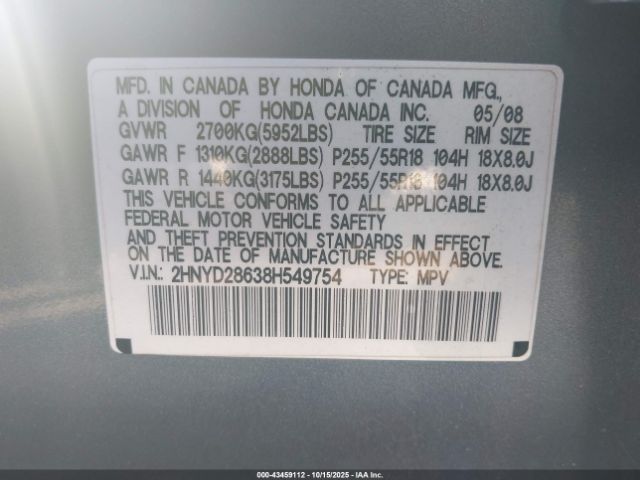 MFD. IN CANADA BY HONDA OF CANADA MFG.,
A DIVISION OF HONDA CANADA INC. 05/08
GVWR 2700KG(5952LBS) TIRE SIZE RIM SIZE
GAWR F 1310KG(2888LBS) P255/55R18 104H 18X8.0J
GAWR R 1440KG(3175LBS) P255/55R18 104H 18X8.0J
THIS VEHICLE CONFORMS TO ALL APPLICABLE
FEDERAL MOTOR VEHICLE SAFETY
AND THEFT PREVENTION STANDARDS IN EFFECT
ON THE DATE OF MANUFACTURE SHOWN ABOVE.
V.I.N.: 2HNYD28638H549754 TYPE: MPV
000-43459112 - 10/15/2025 - IAA Inc.